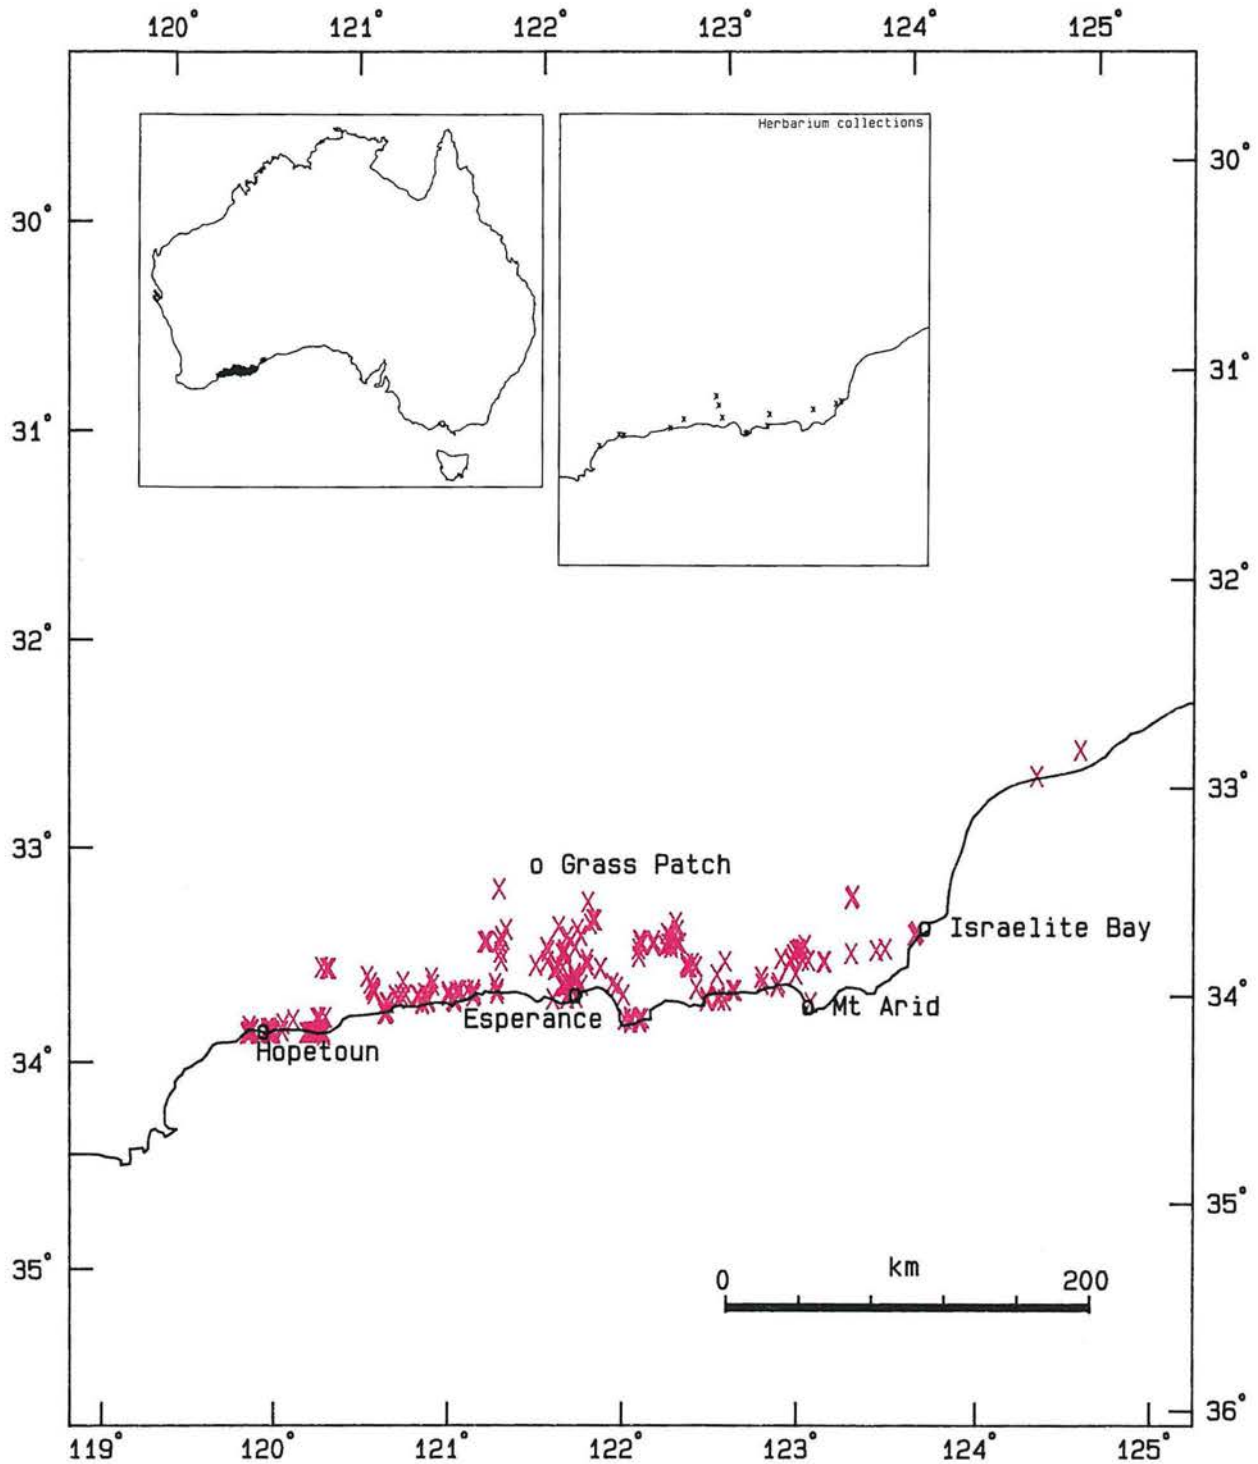 120° 121° 122° 123° 124° 125°
Herbarium collections
30°
30°
31°
31°
32°
32°
33°
33°
Grass Patch
Israelite Bay
34°
Mt Arid
Esperance
Hopetoun
34°
35°
35°
km
0 200
36°
119° 120° 121° 122° 123° 124° 125°